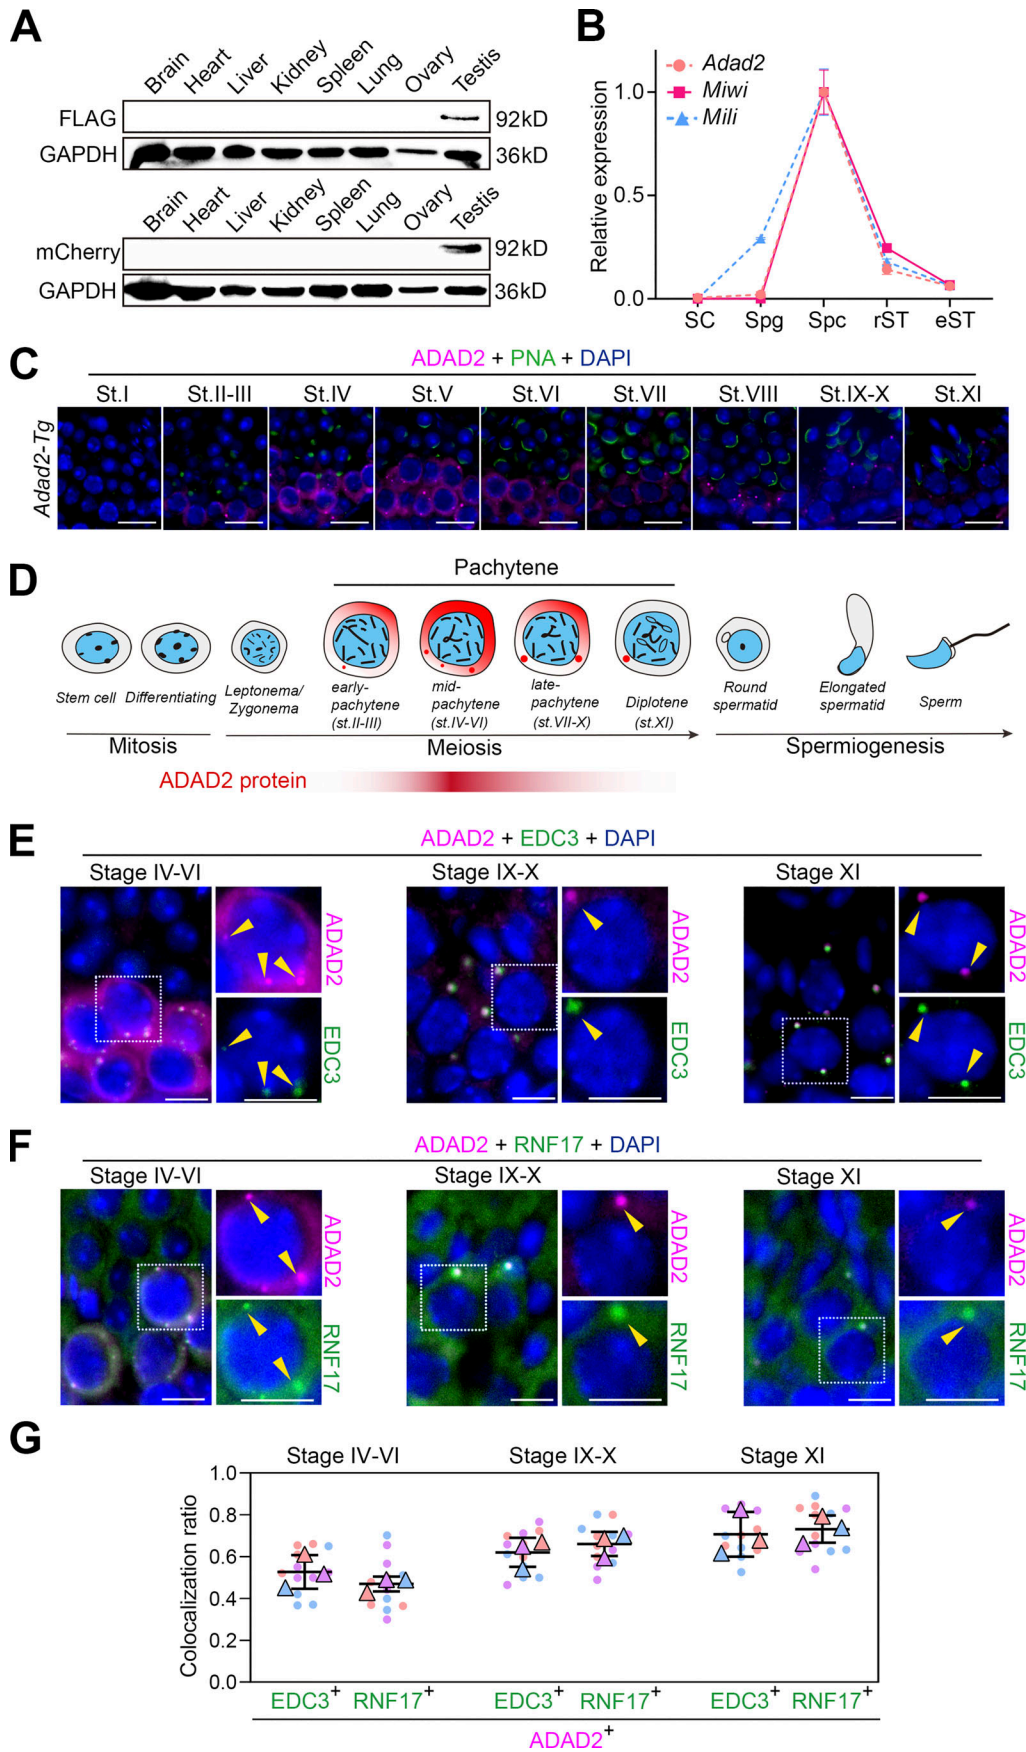 A
Brain Heart Liver Kidney Spleen Lung Ovary Testis
FLAG 92kD
GAPDH 36kD
Brain Heart Liver Kidney Spleen Lung Ovary Testis
mCherry 92kD
GAPDH 36kD
B
Adad2
Miwi
Mili
Relative expression
1.0
0.5
0.0
SC Spg Spc rST eST
C
ADAD2 + PNA + DAPI
St.I St.II-III St.IV St.V St.VI St.VII St.VIII St.IX-X St.XI
Adad2-Tg
D
Pachytene
Stem cell Differentiating Leptonema/ Zygonema early-pachytene (st.II-III) mid-pachytene (st.IV-VI) late-pachytene (st.VII-X) Diplotene (st.XI) Round spermatid Elongated spermatid Sperm
Mitosis Meiosis Spermiogenesis
ADAD2 protein
E
ADAD2 + EDC3 + DAPI
Stage IV-VI Stage IX-X Stage XI
ADAD2 ADAD2 ADAD2
EDC3 EDC3 EDC3
F
ADAD2 + RNF17 + DAPI
Stage IV-VI Stage IX-X Stage XI
ADAD2 ADAD2 ADAD2
RNF17 RNF17 RNF17
G
Stage IV-VI Stage IX-X Stage XI
Colocalization ratio
1.0
0.8
0.6
0.4
0.2
0.0
EDC3+ RNF17+ EDC3+ RNF17+ EDC3+ RNF17+
ADAD2+